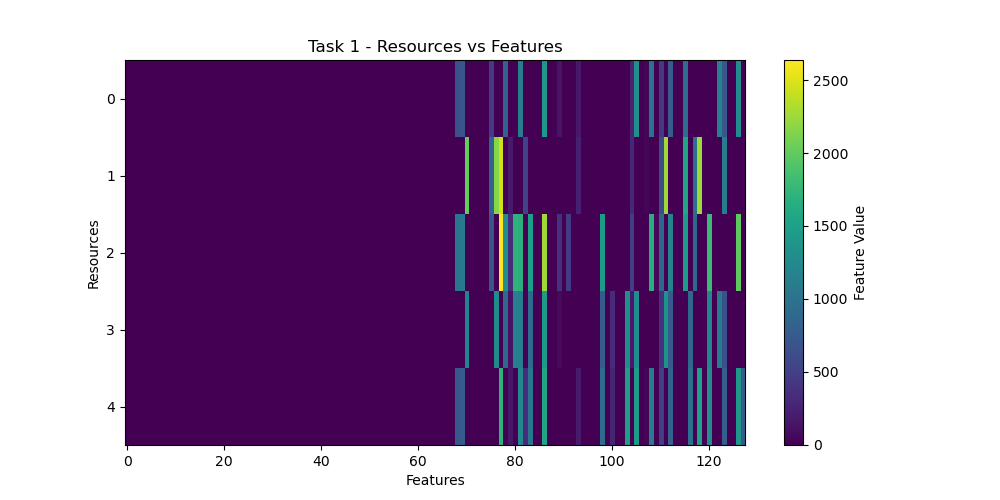 Task 1 - Resources vs Features
Resources
0
1
2
3
4
0 20 40 60 80 100 120
Features
2500
2000
1500
1000
500
0
Feature Value